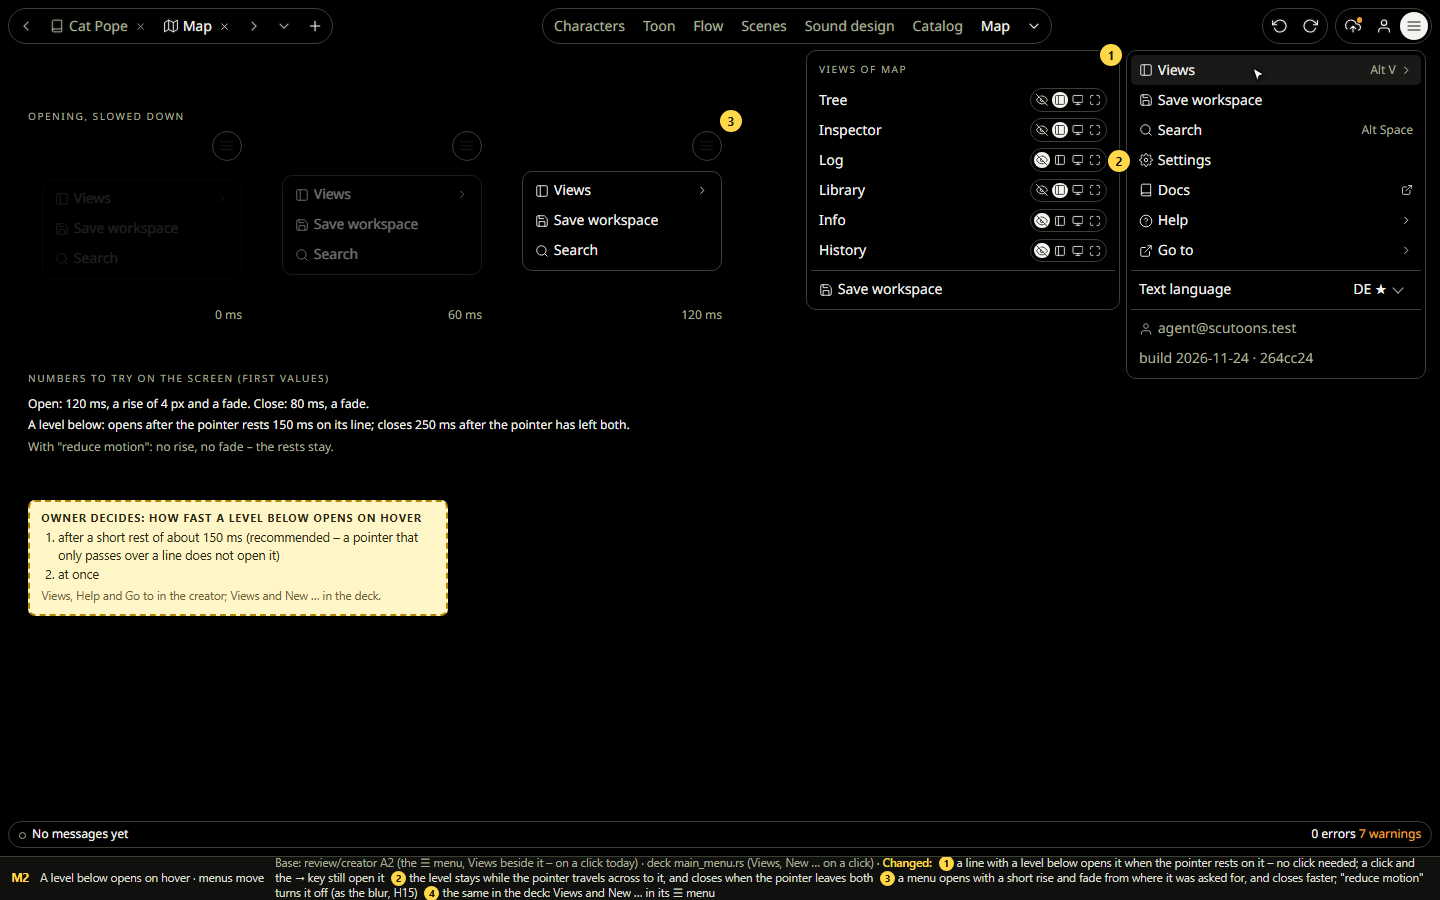 Cat Pope
Map
Characters Toon Flow Scenes Sound design Catalog Map
VIEWS OF MAP
1
Tree
Inspector
Log
Library
Info
History
Save workspace
2
Views Alt V
Save workspace
Search Alt Space
Settings
Docs
Help
Go to
Text language DE ★
agent@scutoons.test
build 2026-11-24 · 264cc24
OPENING, SLOWED DOWN
3
Views
Save workspace
Search
0 ms
Views
Save workspace
Search
60 ms
Views
Save workspace
Search
120 ms
NUMBERS TO TRY ON THE SCREEN (FIRST VALUES)
Open: 120 ms, a rise of 4 px and a fade. Close: 80 ms, a fade.
A level below: opens after the pointer rests 150 ms on its line; closes 250 ms after the pointer has left both.
With "reduce motion": no rise, no fade – the rests stay.
OWNER DECIDES: HOW FAST A LEVEL BELOW OPENS ON HOVER
1. after a short rest of about 150 ms (recommended – a pointer that
only passes over a line does not open it)
2. at once
Views, Help and Go to in the creator; Views and New ... in the deck.
No messages yet
0 errors 7 warnings
M2 A level below opens on hover · menus move
Base: review/creator A2 (the ☰ menu, Views beside it – on a click today) · deck main_menu.rs (Views, New ... on a click) · Changed: 1 a line with a level below opens it when the pointer rests on it – no click needed; a click and
the → key still open it 2 the level stays while the pointer travels across to it, and closes when the pointer leaves both 3 a menu opens with a short rise and fade from where it was asked for, and closes faster; "reduce motion"
turns it off (as the blur, H15) 4 the same in the deck: Views and New ... in its ☰ menu